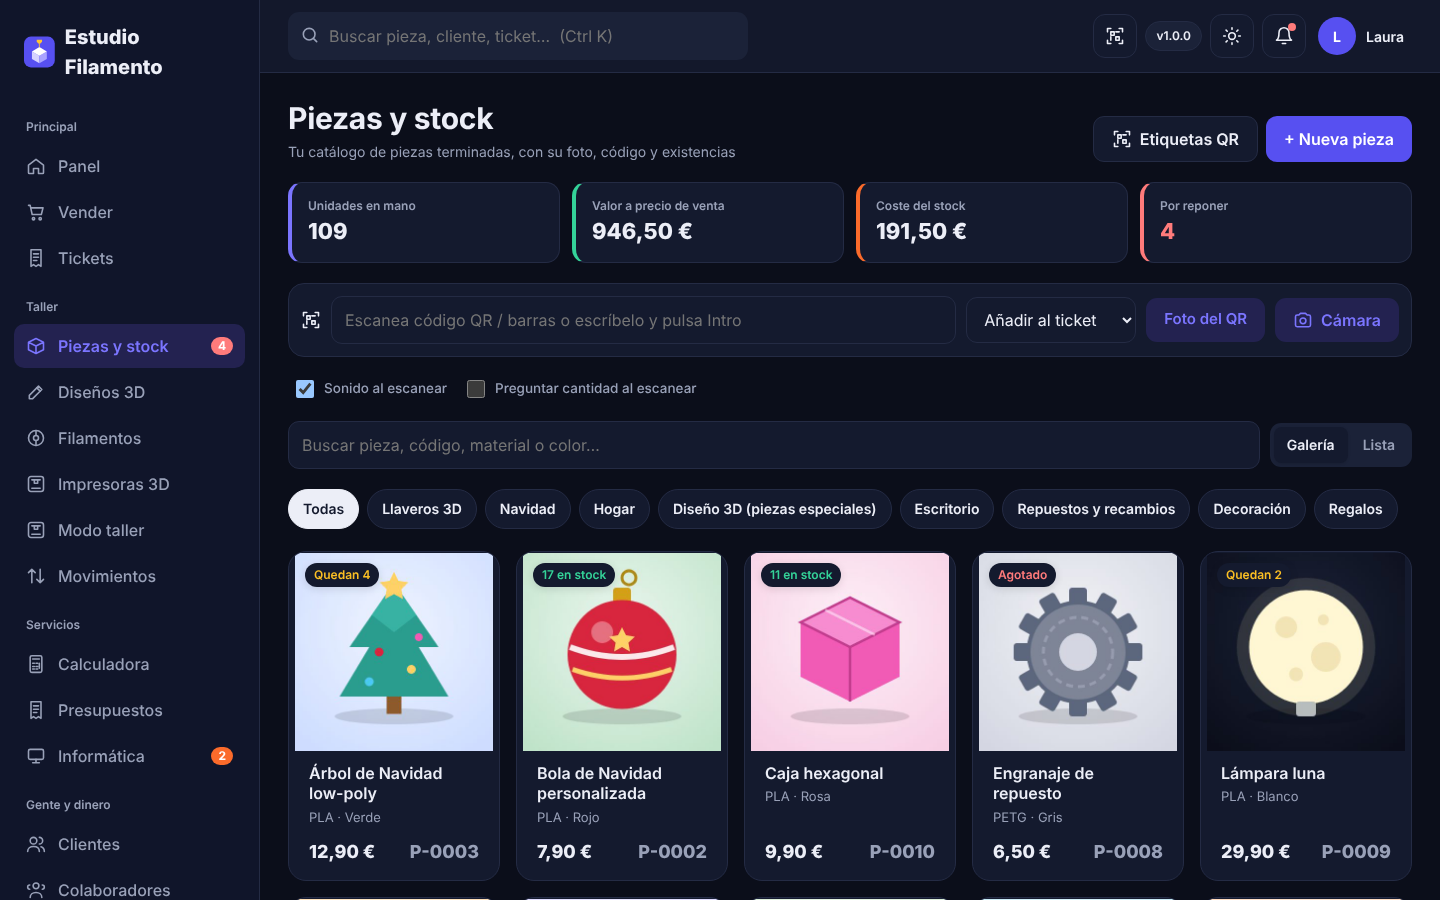 Estudio
Filamento
Buscar pieza, cliente, ticket... (Ctrl K)
v1.0.0
L
Laura
Principal
Panel
Vender
Tickets
Taller
Piezas y stock
4
Diseños 3D
Filamentos
Impresoras 3D
Modo taller
Movimientos
Servicios
Calculadora
Presupuestos
Informática
2
Gente y dinero
Clientes
Colaboradores
Piezas y stock
Tu catálogo de piezas terminadas, con su foto, código y existencias
Etiquetas QR
+ Nueva pieza
Unidades en mano
109
Valor a precio de venta
946,50 €
Coste del stock
191,50 €
Por reponer
4
Escanea código QR / barras o escríbelo y pulsa Intro
Añadir al ticket
Foto del QR
Cámara
Sonido al escanear
Preguntar cantidad al escanear
Buscar pieza, código, material o color...
Galería
Lista
Todas
Llaveros 3D
Navidad
Hogar
Diseño 3D (piezas especiales)
Escritorio
Repuestos y recambios
Decoración
Regalos
Quedan 4
Árbol de Navidad
low-poly
PLA · Verde
12,90 €
P-0003
17 en stock
Bola de Navidad
personalizada
PLA · Rojo
7,90 €
P-0002
11 en stock
Caja hexagonal
PLA · Rosa
9,90 €
P-0010
Agotado
Engranaje de
repuesto
PETG · Gris
6,50 €
P-0008
Quedan 2
Lámpara luna
PLA · Blanco
29,90 €
P-0009